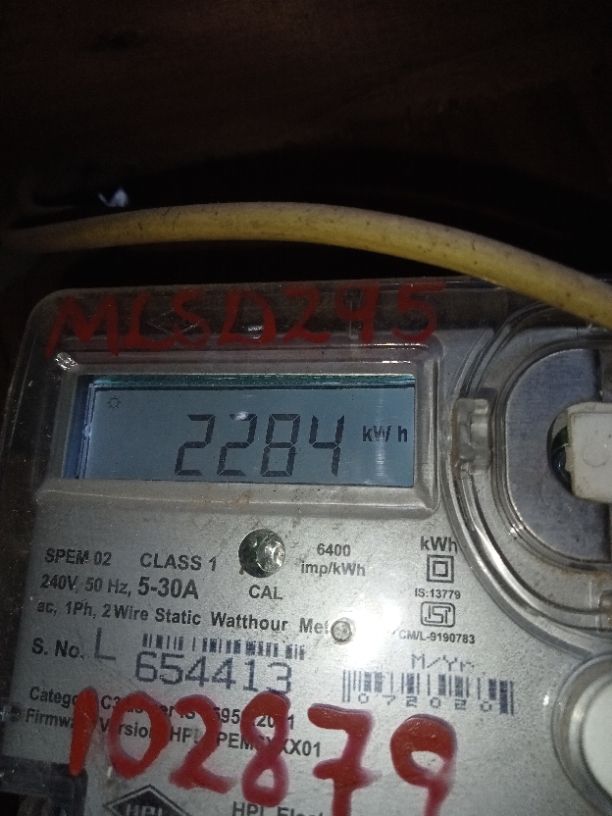 MLSD295
2284 kWh
SPEM 02 CLASS 1 6400 imp/kWh kWh
240V, 50 Hz, 5-30A CAL IS:13779
ac, 1Ph, 2 Wire Static Watthour CM/L-9190783
S. No. L 654413 M/Yr
072020
102879
HPL